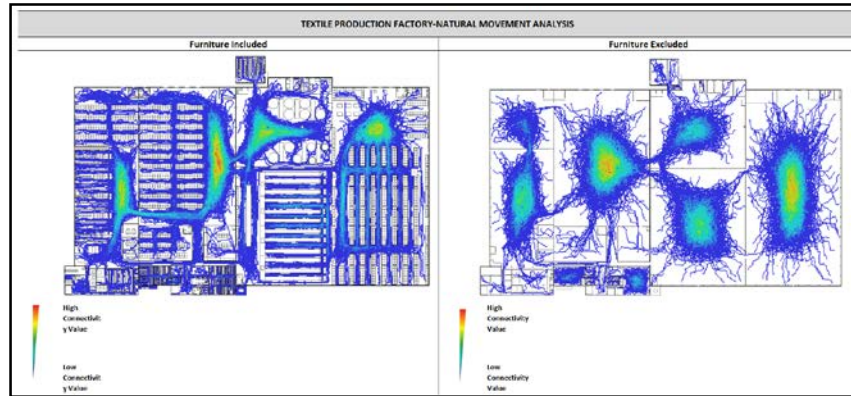 TEXTILE PRODUCTION FACTORY-NATURAL MOVEMENT ANALYSIS
Furniture Included
Furniture Excluded
High
Connectivit
y Value
Low
Connectivit
y Value
High
Connectivity
Value
Low
Connectivity
Value